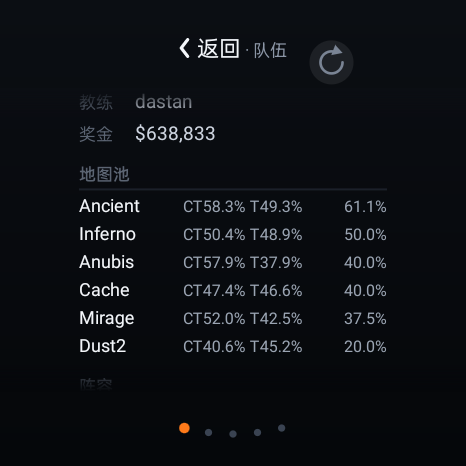 返回 · 队伍
教练 dastan
奖金 $638,833
地图池
Ancient CT58.3% T49.3% 61.1%
Inferno CT50.4% T48.9% 50.0%
Anubis CT57.9% T37.9% 40.0%
Cache CT47.4% T46.6% 40.0%
Mirage CT52.0% T42.5% 37.5%
Dust2 CT40.6% T45.2% 20.0%
阵容